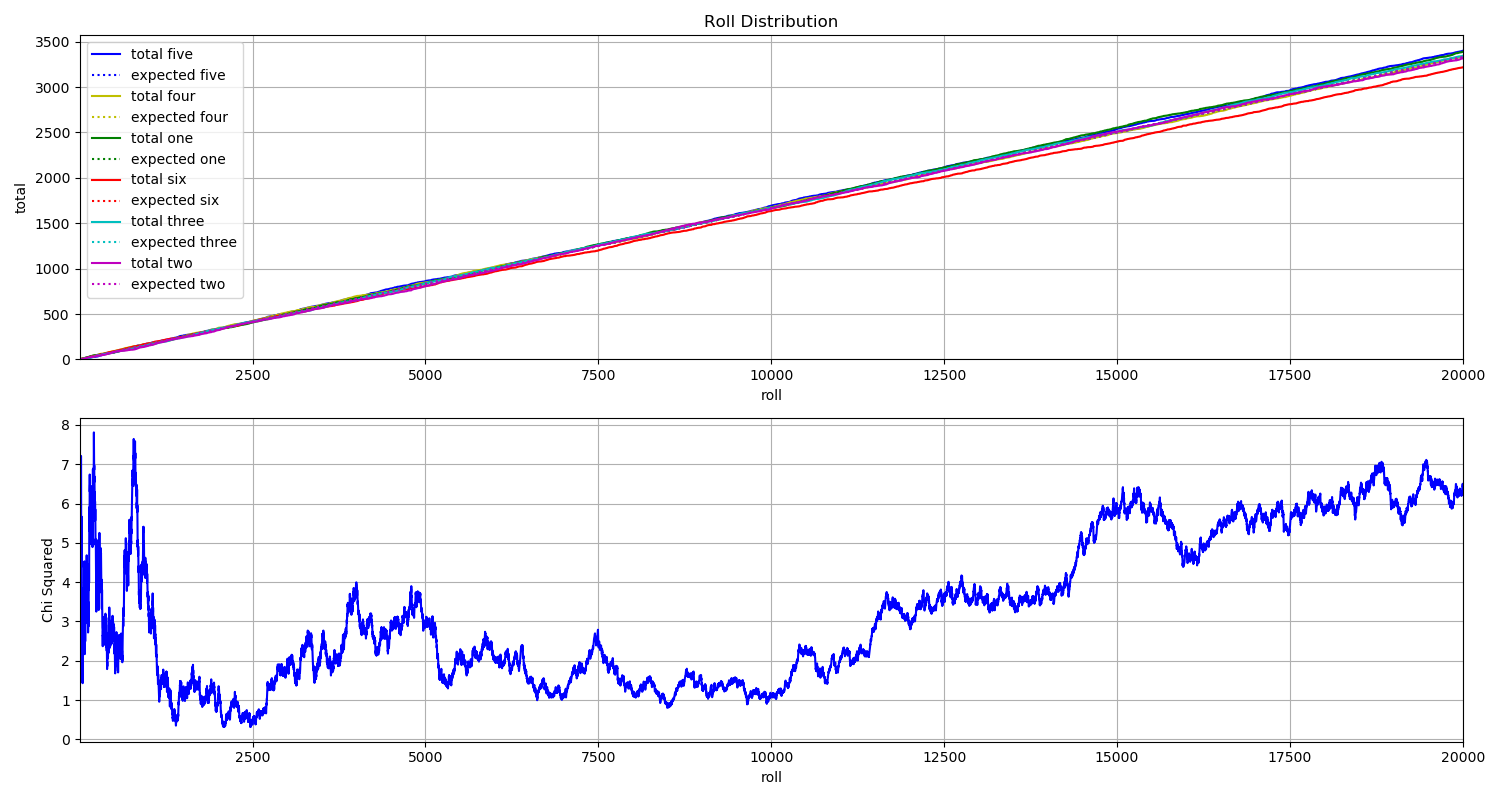 Roll Distribution
3500
3000
2500
2000
1500
1000
500
0
total
total five
expected five
total four
expected four
total one
expected one
total six
expected six
total three
expected three
total two
expected two
2500 5000 7500 10000 12500 15000 17500 20000
roll
8
7
6
5
4
3
2
1
0
Chi Squared
2500 5000 7500 10000 12500 15000 17500 20000
roll